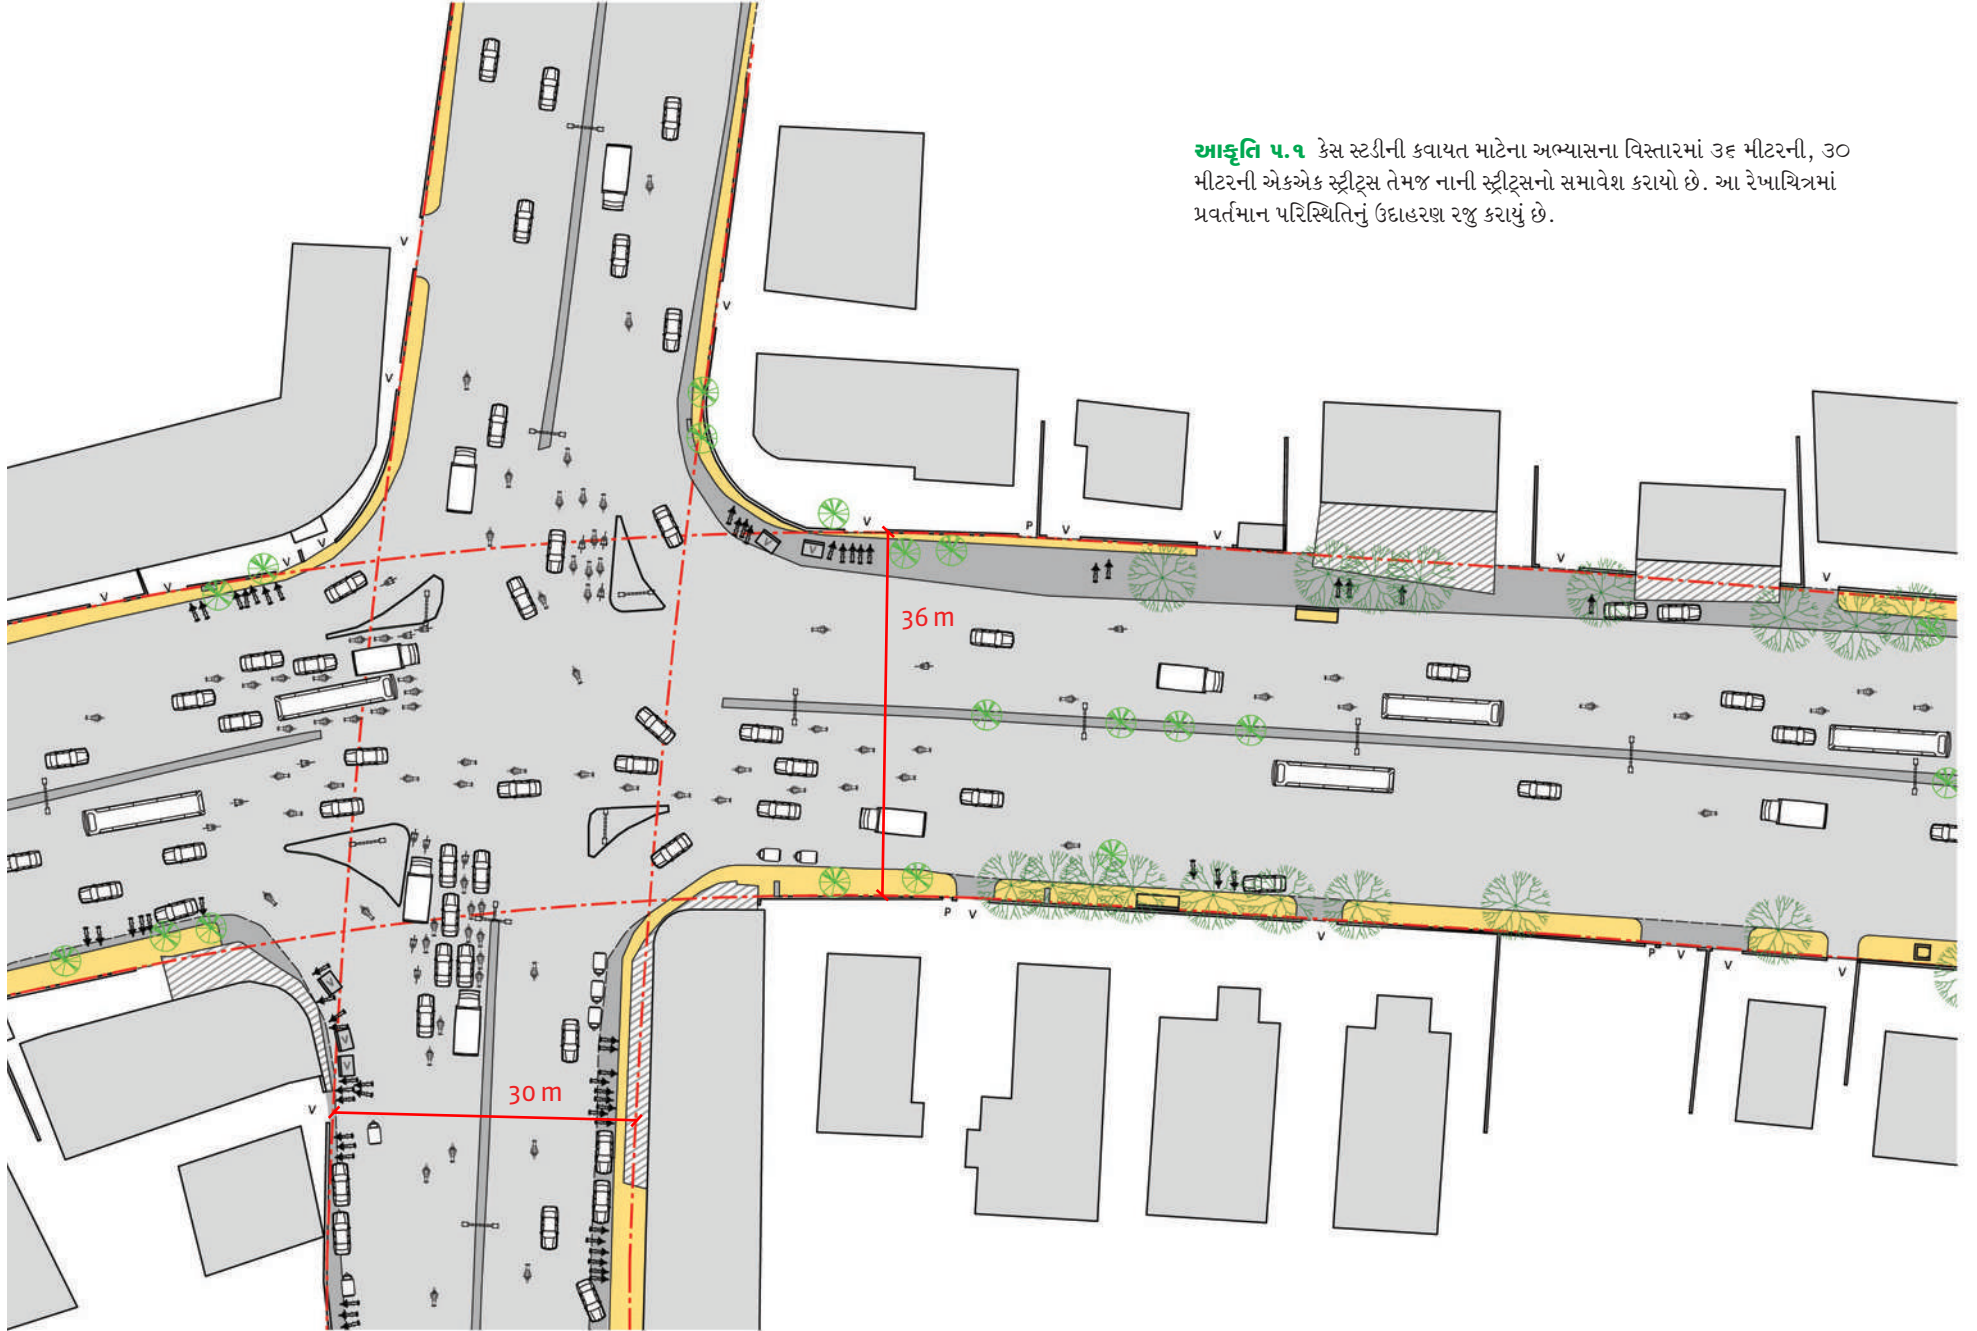 આકૃતિ ૫.૧ કેસ સ્ટડીની કવાયત માટેના અભ્યાસના વિસ્તારમાં ૩૬ મીટરની, ૩૦
મીટરની એકએક સ્ટ્રીટ્સ તેમજ નાની સ્ટ્રીટ્સનો સમાવેશ કરાયો છે. આ રેખાચિત્રમાં
પ્રવર્તમાન પરિસ્થિતિનું ઉદાહરણ રજુ કરાયું છે.
V
V
V
V
P
V
V
V
V
V
V
V
V
V
V
36 m
P
V
V
P
V
V
V
V
V
V
30 m
V